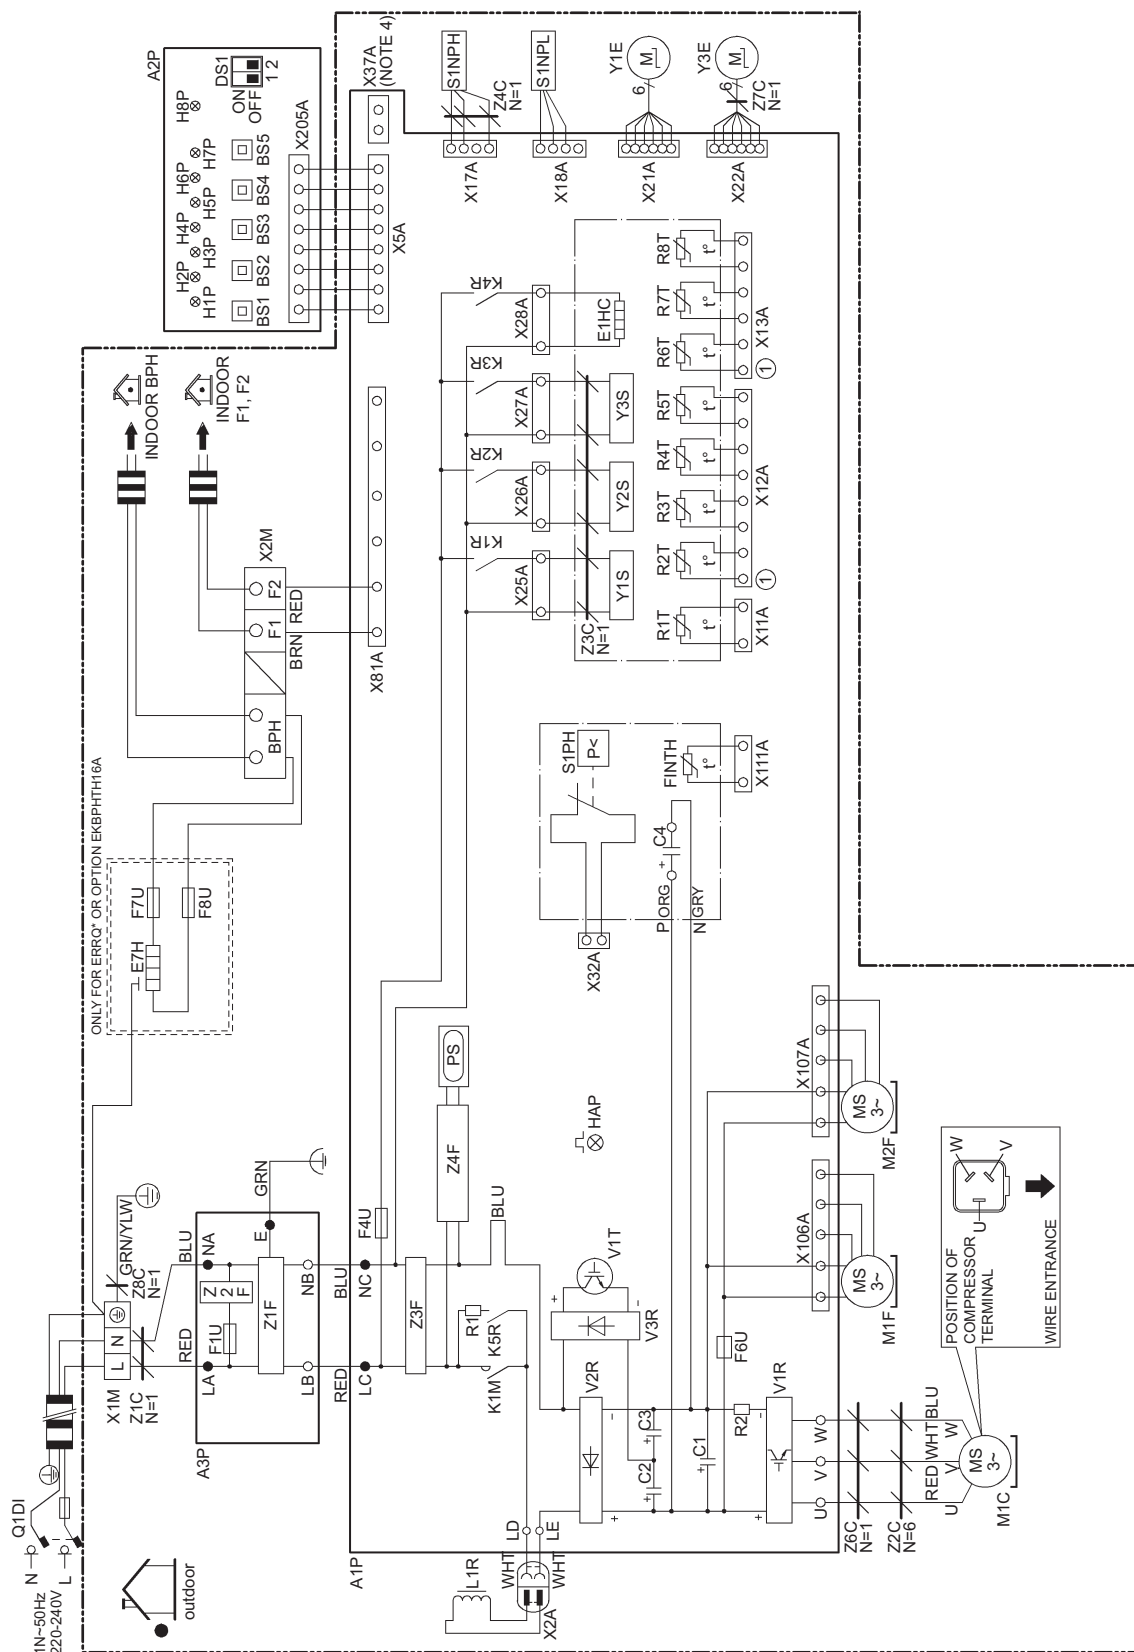 A2P
H1P
H2P
H3P
H4P
H5P
H6P
H7P
H8P
DS1
ON
OFF
1 2
BS1
BS2
BS3
BS4
BS5
X205A
X37A
(NOTE 4)
X5A
S1NPH
Z4C
N=1
X17A
S1NPL
X18A
Y1E
M
6
X21A
Y3E
M
6
Z7C
N=1
X22A
INDOOR BPH
INDOOR
F1, F2
X2M
BPH
F1
F2
BRN
RED
X81A
ONLY FOR ERRQ* OR OPTION EKBPHTH16A
E7H
F7U
F8U
K1R
K2R
K3R
K4R
X25A
X26A
X27A
X28A
Z3C
N=1
Y1S
Y2S
Y3S
E1HC
R1T
t°
R2T
t°
R3T
t°
R4T
t°
R5T
t°
R6T
t°
R7T
t°
R8T
t°
X11A
1
X12A
1
X13A
S1PH
P<
X32A
FINTH
t°
X111A
P ORG
N GRY
+
C4
HAP
Q1DI
N
L
1N~50Hz
220-240V
outdoor
X1M
L
N
Z1C
N=1
Z8C
N=1
GRN/YLW
RED
BLU
A3P
LA
NA
F1U
Z
2
F
Z1F
E
GRN
LB
NB
RED
BLU
A1P
LC
NC
F4U
Z3F
Z4F
PS
K1M
K5R
R1
BLU
LD
LE
WHT
WHT
X2A
L1R
V2R
V3R
V1T
+
-
+
-
C2
+
C3
+
C1
+
R2
F6U
V1R
+
-
U
V
W
Z6C
N=1
Z2C
N=6
RED
WHT
BLU
U
V
W
MS
3~
M1C
X106A
MS
3~
M1F
X107A
MS
3~
M2F
POSITION OF
COMPRESSOR
TERMINAL
U
W
V
WIRE ENTRANCE